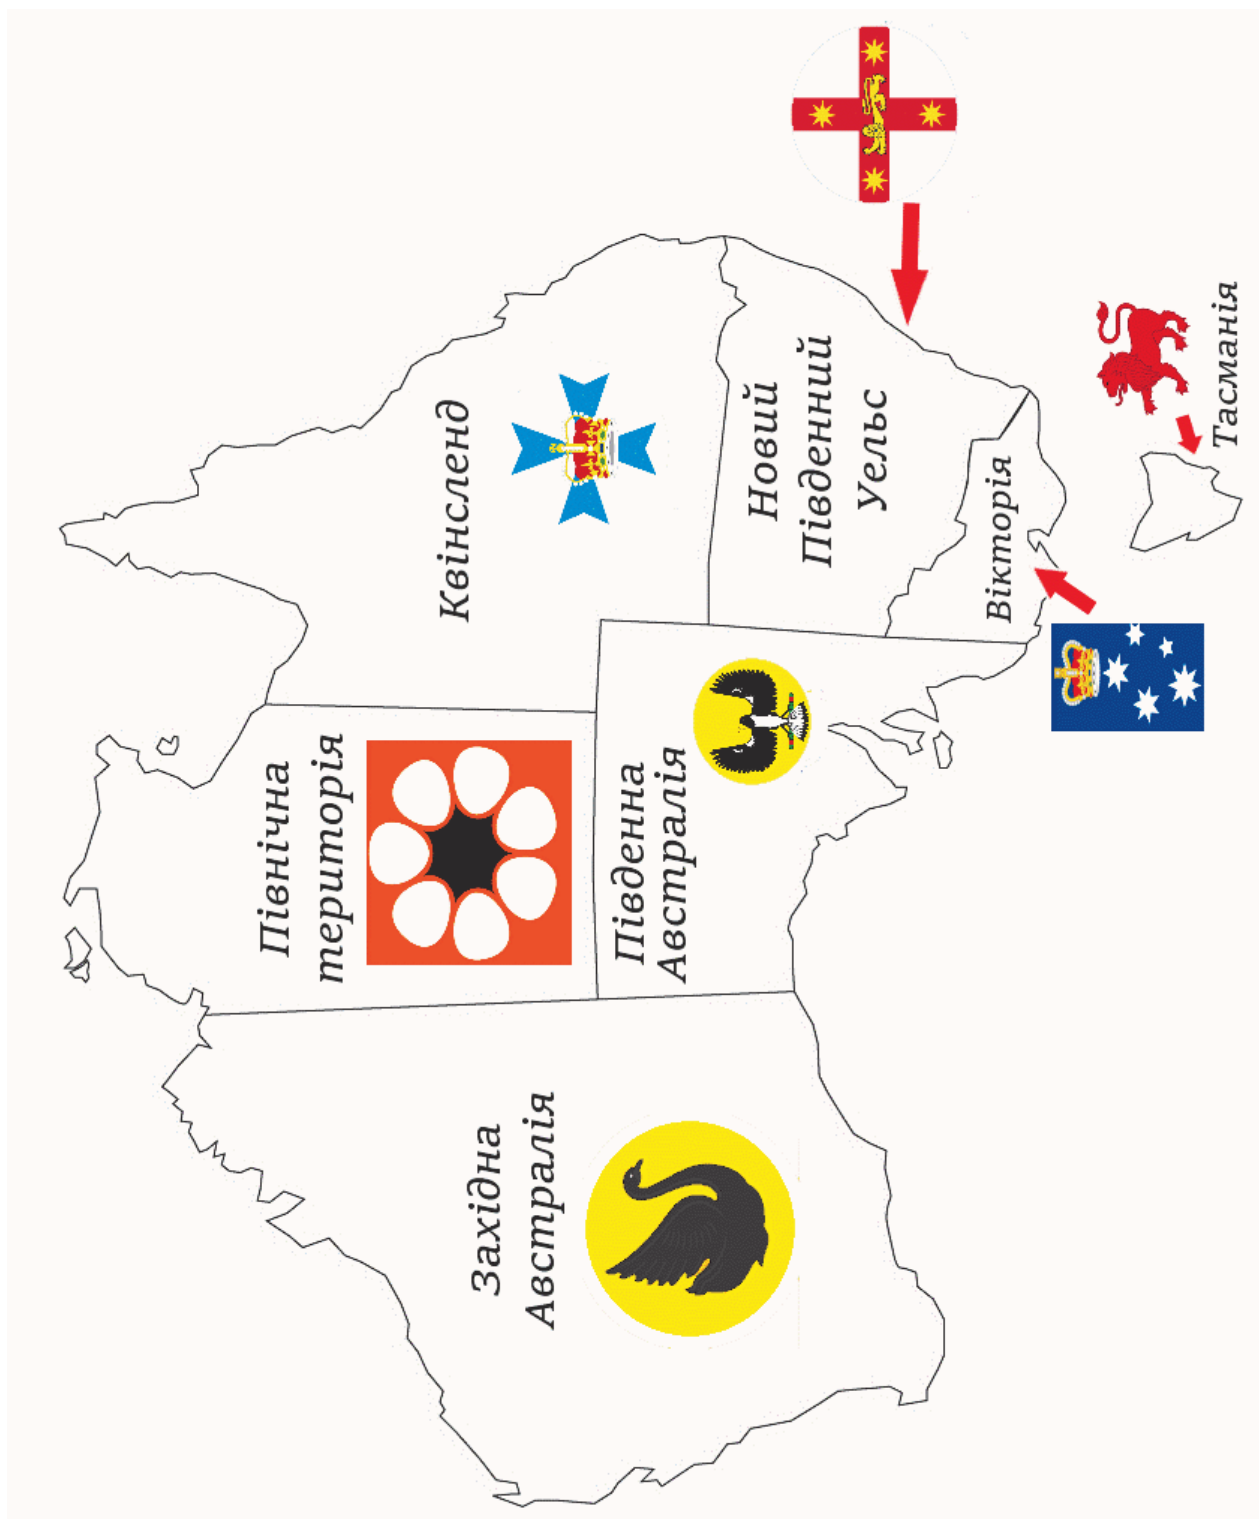 Північна
територія
Квінсленд
Західна
Австралія
Південна
Австралія
Новий
Південний
Уельс
Вікторія
Тасманія